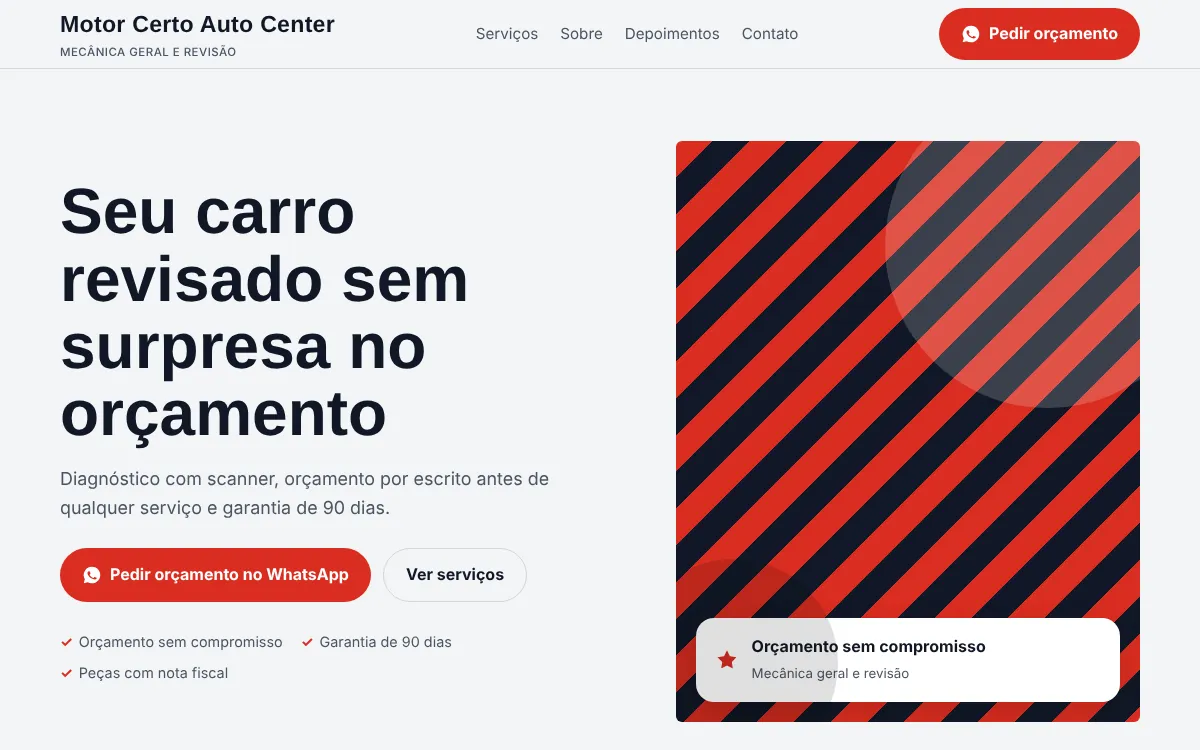 Motor Certo Auto Center
MECÂNICA GERAL E REVISÃO
Serviços
Sobre
Depoimentos
Contato
Pedir orçamento
Seu carro
revisado sem
surpresa no
orçamento
Diagnóstico com scanner, orçamento por escrito antes de
qualquer serviço e garantia de 90 dias.
Pedir orçamento no WhatsApp
Ver serviços
Orçamento sem compromisso
Garantia de 90 dias
Peças com nota fiscal
Orçamento sem compromisso
Mecânica geral e revisão